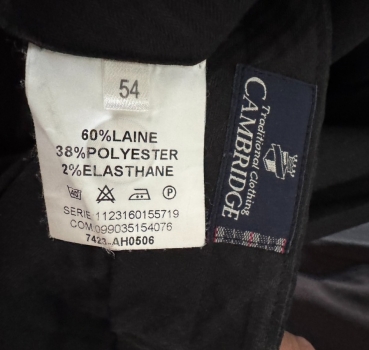 54
60%LAINE
38%POLYESTER
2%ELASTHANE
SERIE 1123160155719
COM.099035154076
AH0506
Traditional Clothing
CAMBRIDGE